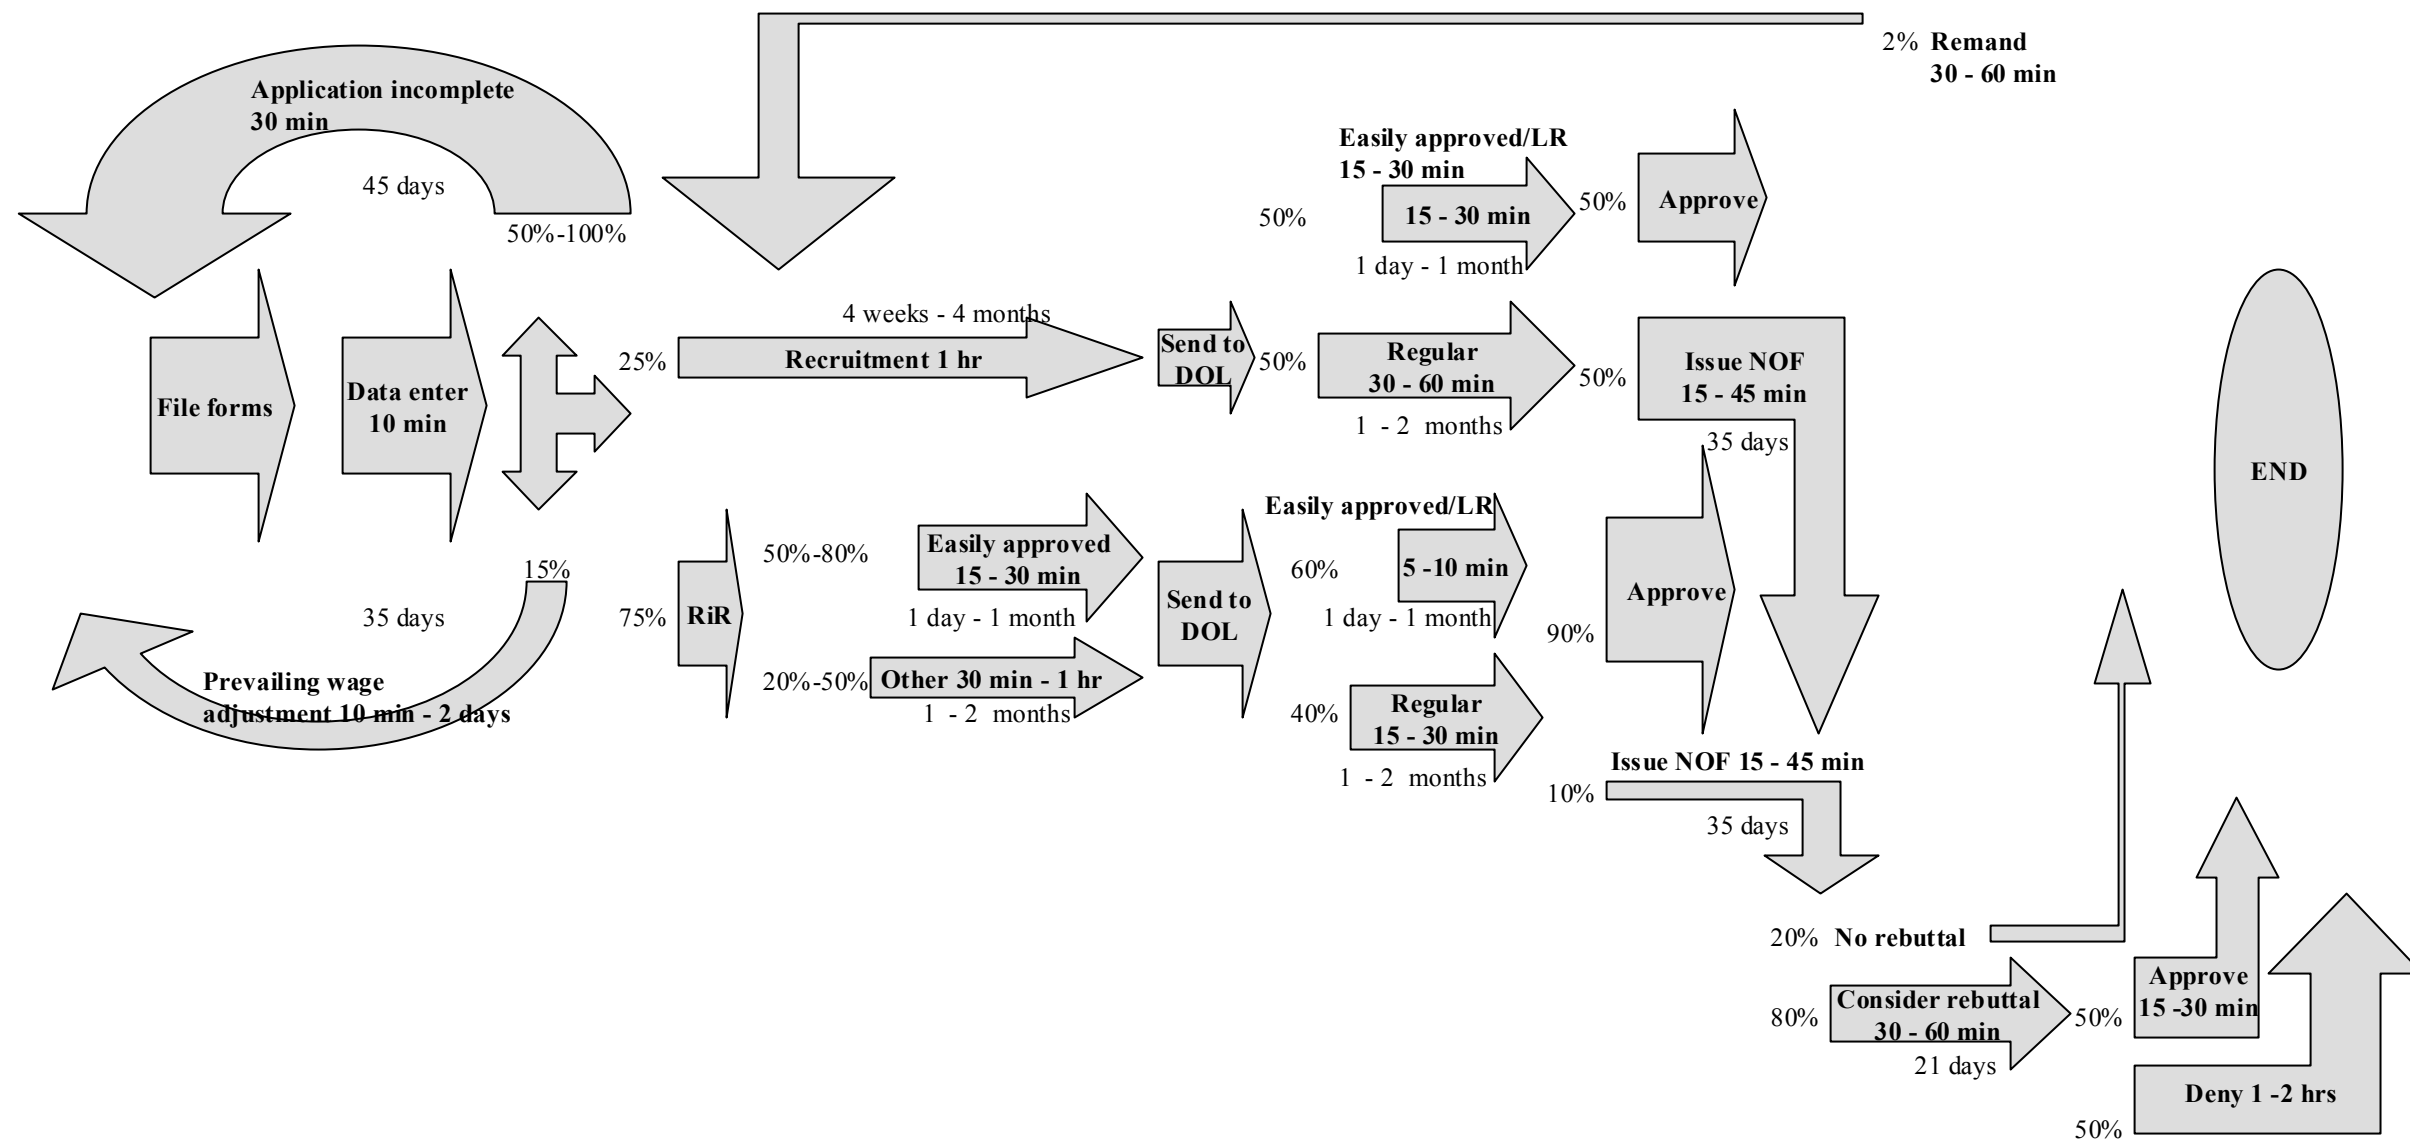 2% Remand
30 - 60 min
Application incomplete
30 min
45 days
50%-100%
Easily approved/LR
15 - 30 min
50%
15 - 30 min
1 day - 1 month
50%
Approve
File forms
Data enter
10 min
4 weeks - 4 months
25%
Recruitment 1 hr
Send to
DOL
50%
Regular
30 - 60 min
1 - 2 months
50%
Issue NOF
15 - 45 min
35 days
END
15%
35 days
Prevailing wage
adjustment 10 min - 2 days
75%
RiR
50%-80%
Easily approved
15 - 30 min
1 day - 1 month
20%-50%
Other 30 min - 1 hr
1 - 2 months
Send to
DOL
Easily approved/LR
60%
5 -10 min
1 day - 1 month
40%
Regular
15 - 30 min
1 - 2 months
90%
Approve
Issue NOF 15 - 45 min
10%
35 days
20% No rebuttal
80%
Consider rebuttal
30 - 60 min
21 days
50%
Approve
15 -30 min
50%
Deny 1 -2 hrs